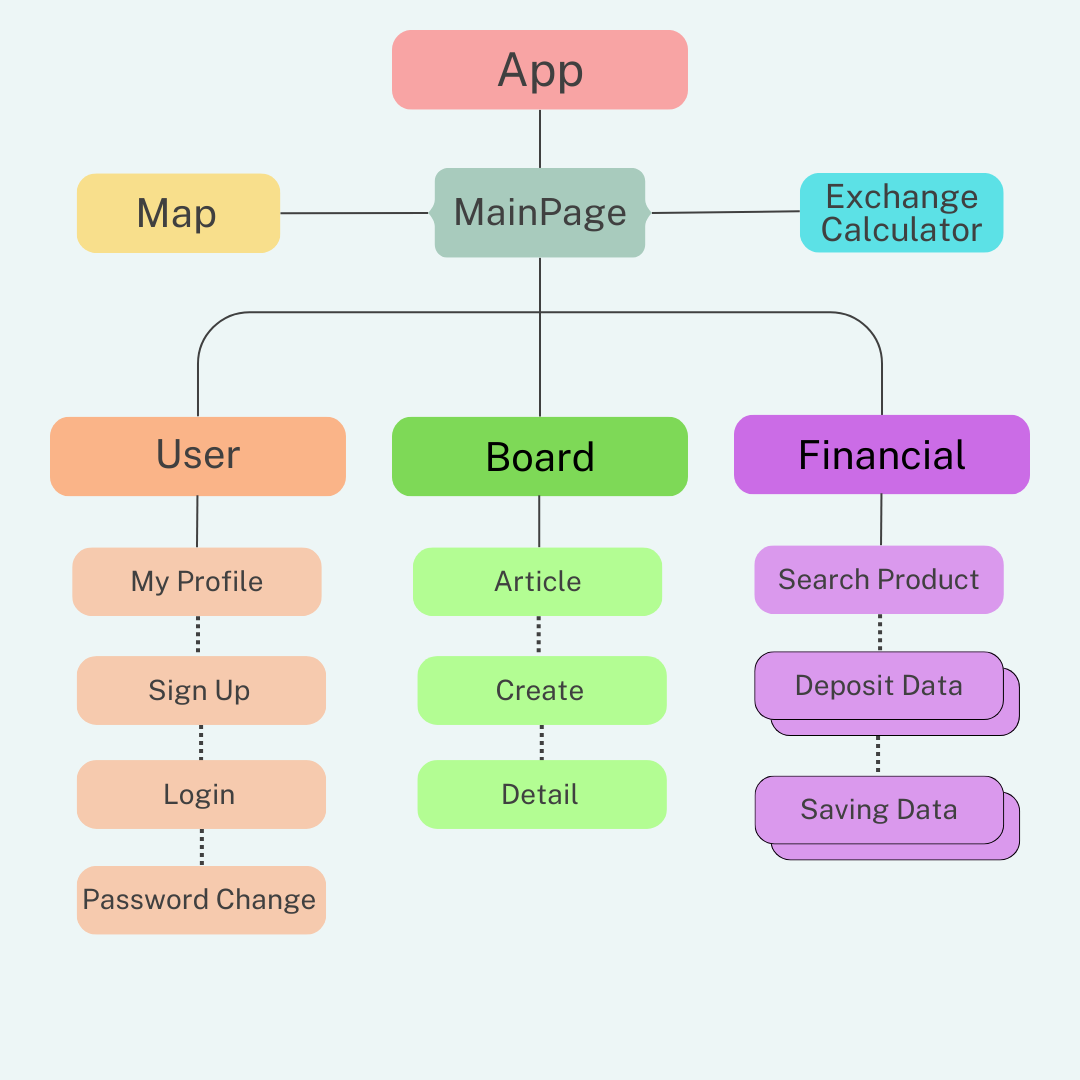 App
Map
MainPage
Exchange
Calculator
User
Board
Financial
My Profile
Article
Search Product
Sign Up
Create
Deposit Data
Login
Detail
Saving Data
Password Change